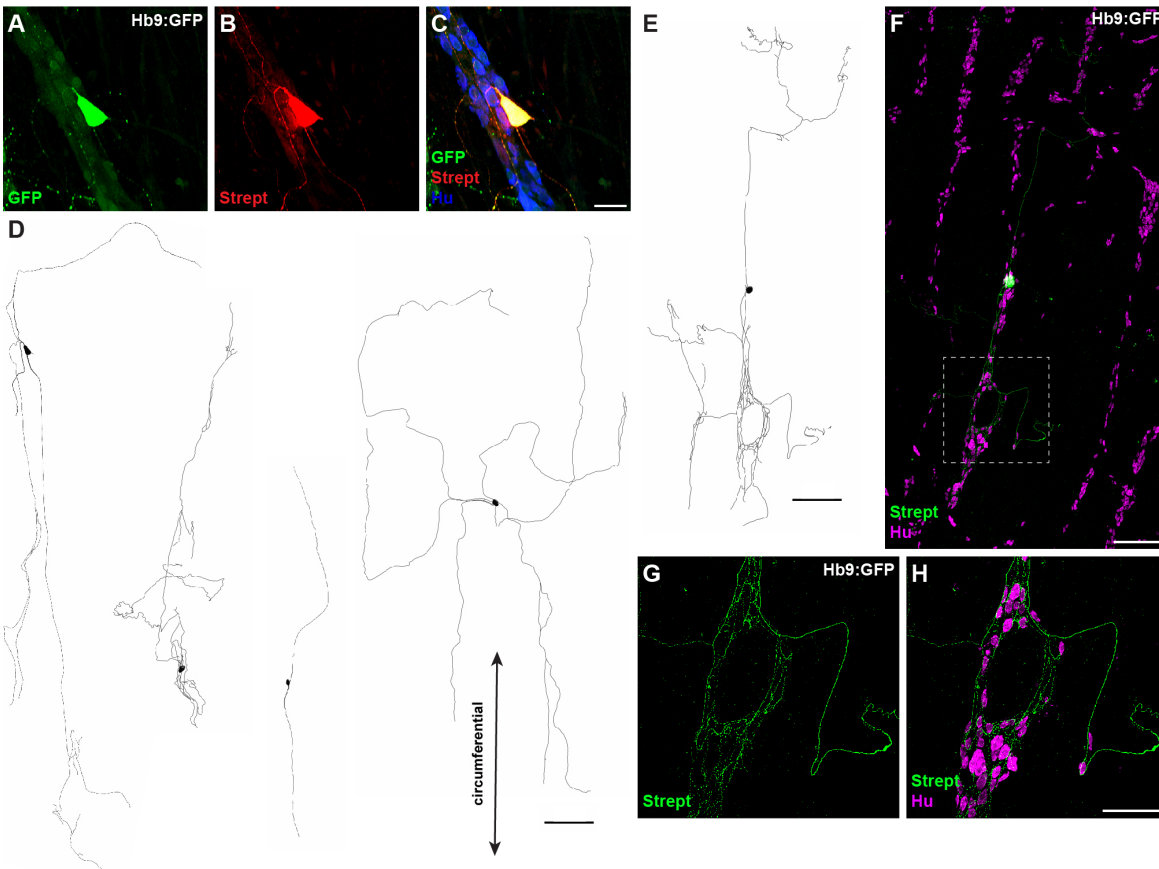 A
Hb9:GFP
GFP
B
Strept
C
GFP
Strept
Hu
D
circumferential
E
F
Hb9:GFP
Strept
Hu
G
Hb9:GFP
Strept
H
Strept
Hu